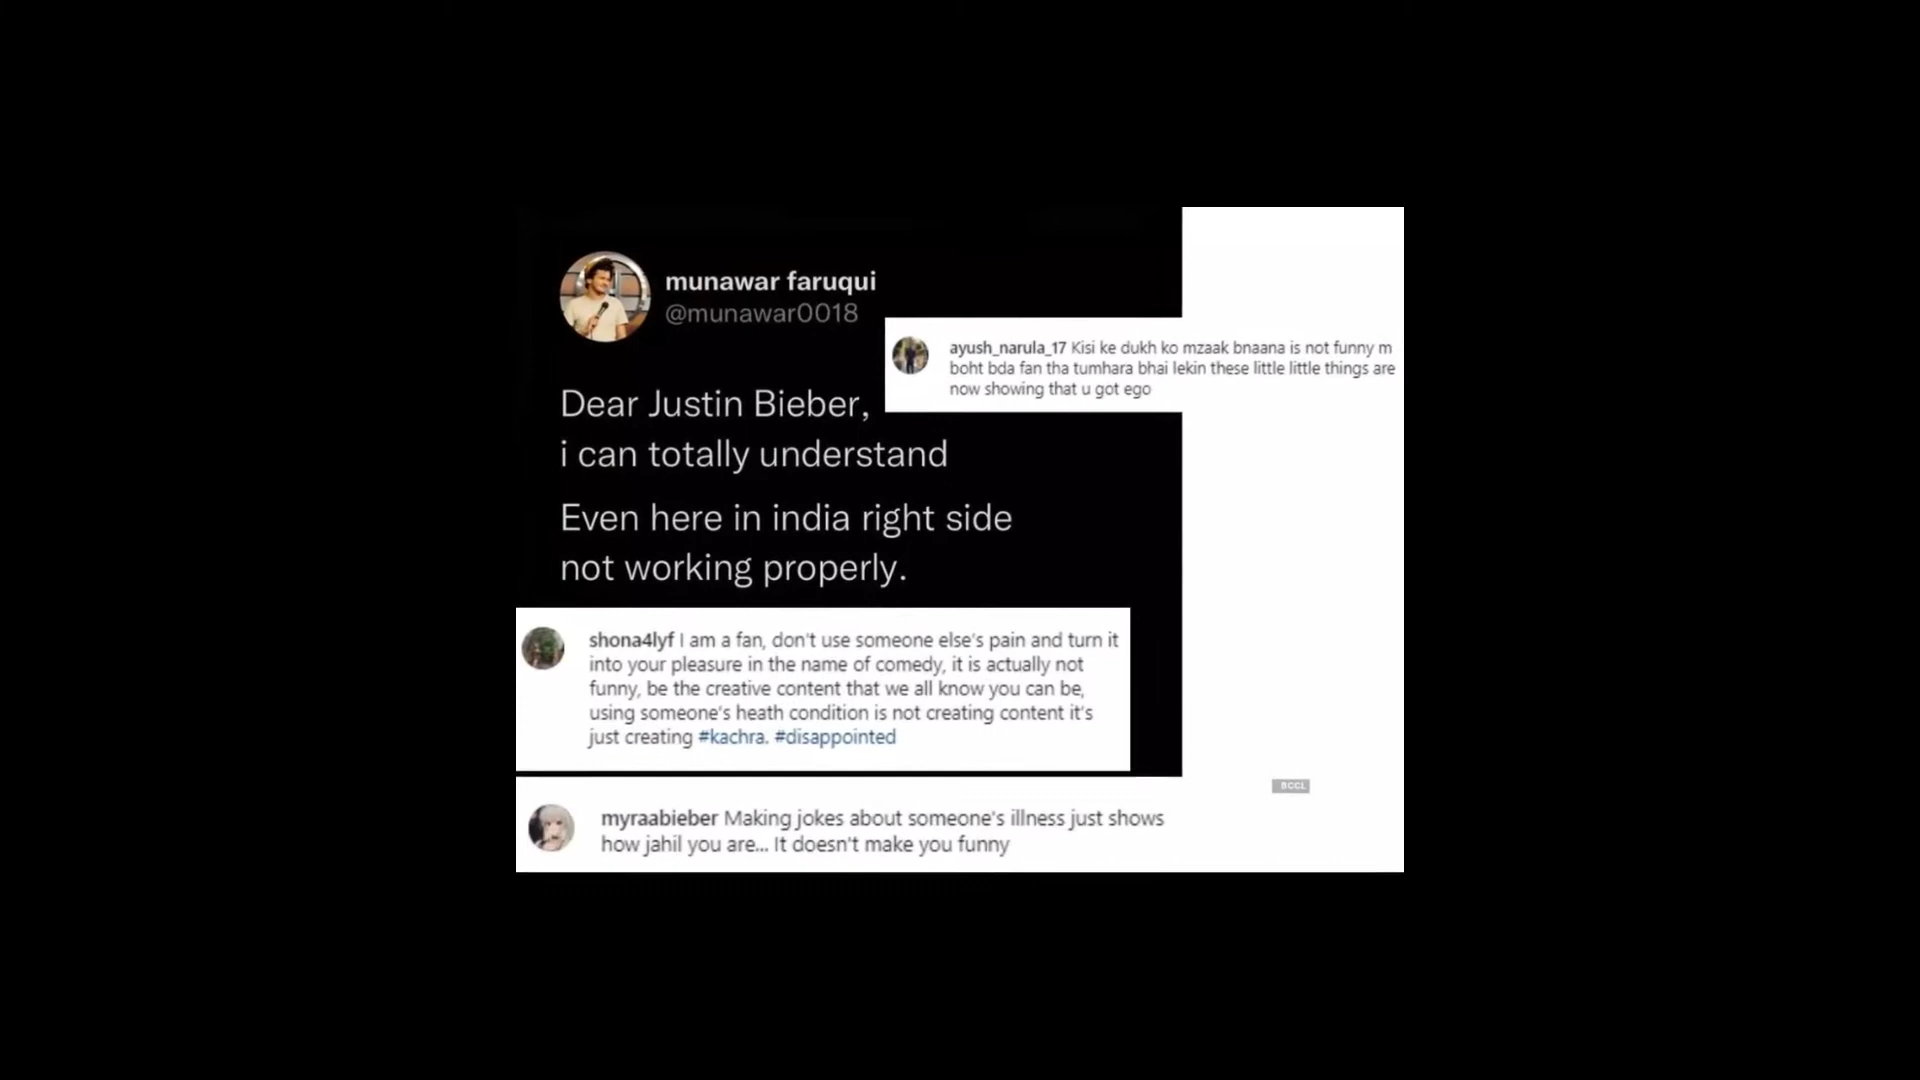 munawar faruqui
@munawar0018
ayush_narula_17 Kisi ke dukh ko mzaak bnaana is not funny m
boht bda fan tha tumhara bhai lekin these little little things are
now showing that u got ego
Dear Justin Bieber,
i can totally understand
Even here in india right side
not working properly.
shona4lyf I am a fan, don't use someone else's pain and turn it
into your pleasure in the name of comedy, it is actually not
funny, be the creative content that we all know you can be,
using someone's heath condition is not creating content it's
just creating #kachra. #disappointed
BCCL
myraabieber Making jokes about someone's illness just shows
how jahil you are... It doesn't make you funny